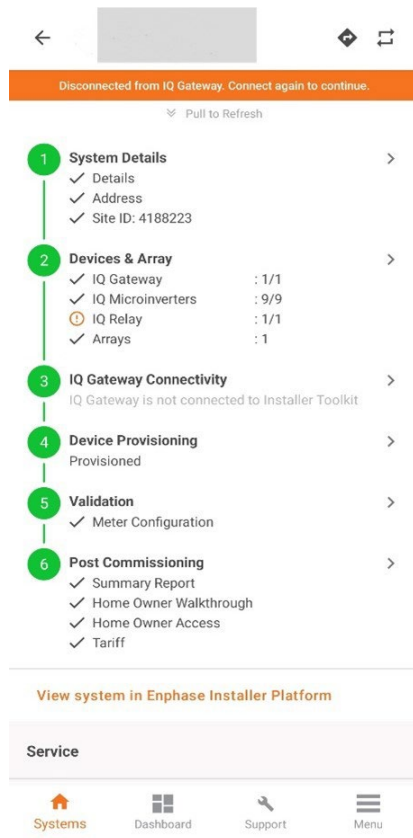 Disconnected from IQ Gateway. Connect again to continue.
Pull to Refresh
1 System Details
Details
Address
Site ID: 4188223
2 Devices & Array
IQ Gateway : 1/1
IQ Microinverters : 9/9
IQ Relay : 1/1
Arrays : 1
3 IQ Gateway Connectivity
IQ Gateway is not connected to Installer Toolkit
4 Device Provisioning
Provisioned
5 Validation
Meter Configuration
6 Post Commissioning
Summary Report
Home Owner Walkthrough
Home Owner Access
Tariff
View system in Enphase Installer Platform
Service
Systems Dashboard Support Menu